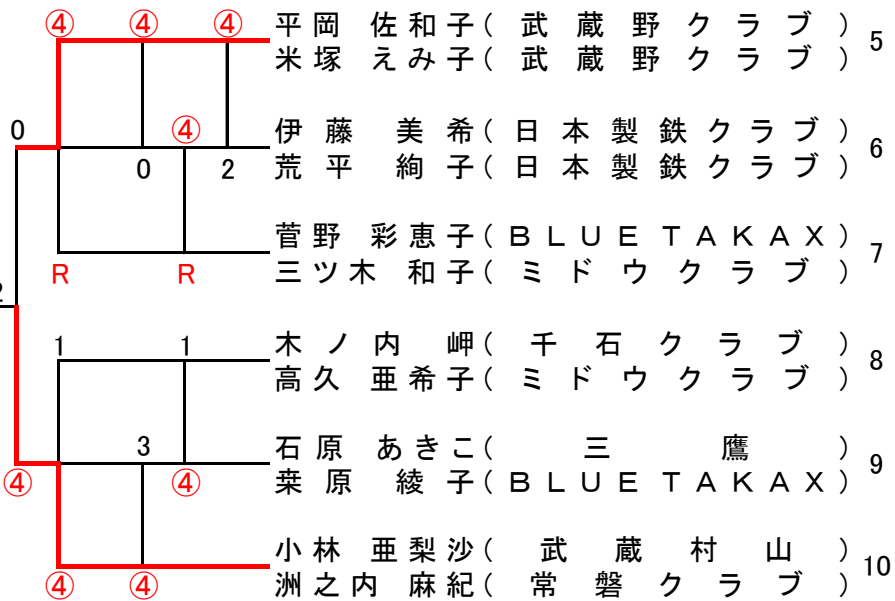 ④ ④ ④ 平岡 佐和子(武蔵野クラブ) 5
米塚 えみ子(武蔵野クラブ)
0 ④ 伊藤 美希(日本製鉄クラブ) 6
0 2 荒平 絢子(日本製鉄クラブ)
菅野 彩恵子(BLUE TAKAX) 7
R R 三ツ木 和子(ミドウクラブ)
2
1 1 木ノ内 岬(千石クラブ) 8
高久 亜希子(ミドウクラブ)
3 石原 あきこ(三鷹) 9
④ ④ 桒原 綾子(BLUE TAKAX)
小林 亜梨沙(武蔵村山) 10
④ ④ 洲之内 麻紀(常磐クラブ)